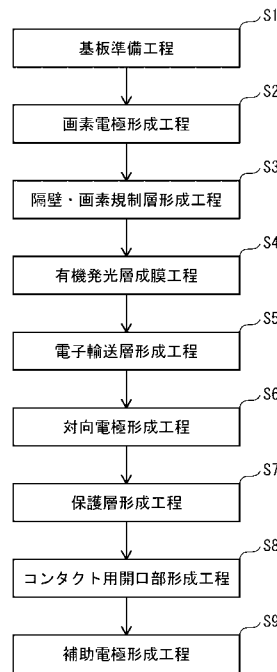 S1
基板準備工程
S2
画素電極形成工程
S3
隔壁・画素規制層形成工程
S4
有機発光層成膜工程
S5
電子輸送層形成工程
S6
対向電極形成工程
S7
保護層形成工程
S8
コンタクト用開口部形成工程
S9
補助電極形成工程